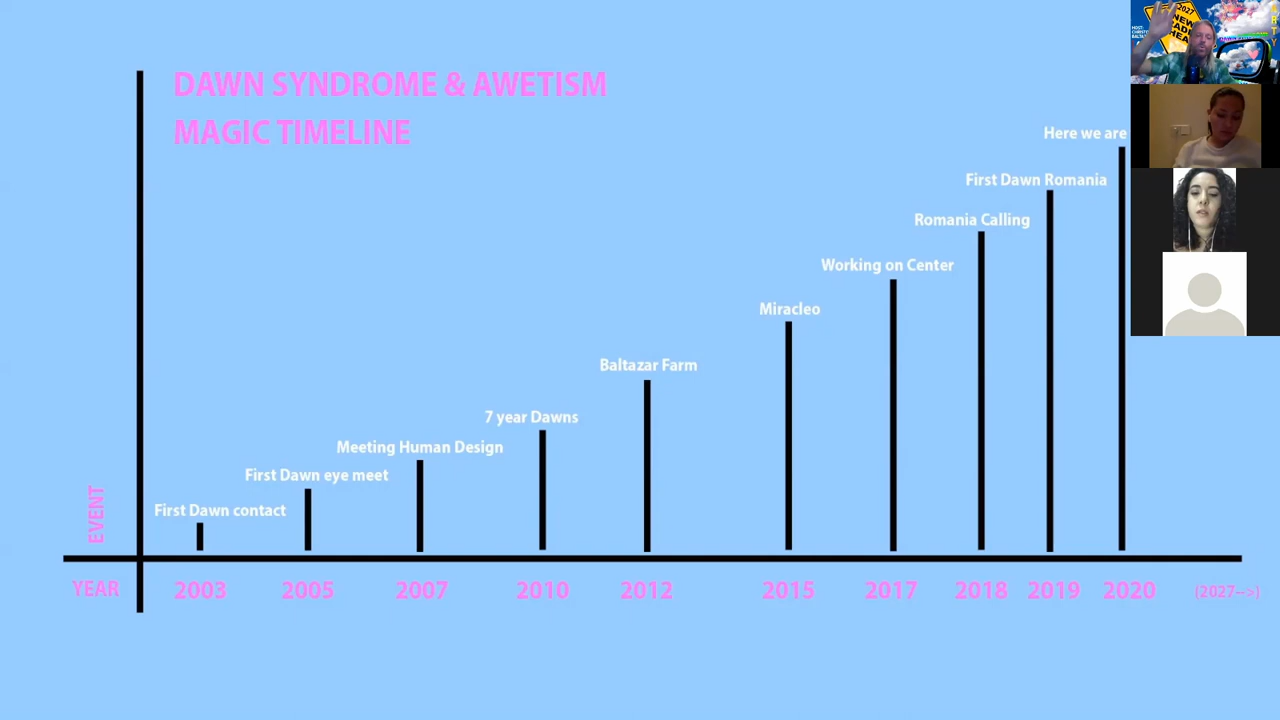 DAWN SYNDROME & AWETISM
MAGIC TIMELINE
Here we are
First Dawn Romania
Romania Calling
Working on Center
Miracleo
Baltazar Farm
7 year Dawns
Meeting Human Design
First Dawn eye meet
First Dawn contact
EVENT
YEAR
2003
2005
2007
2010
2012
2015
2017
2018
2019
2020
(2027-->)
2027
NEW